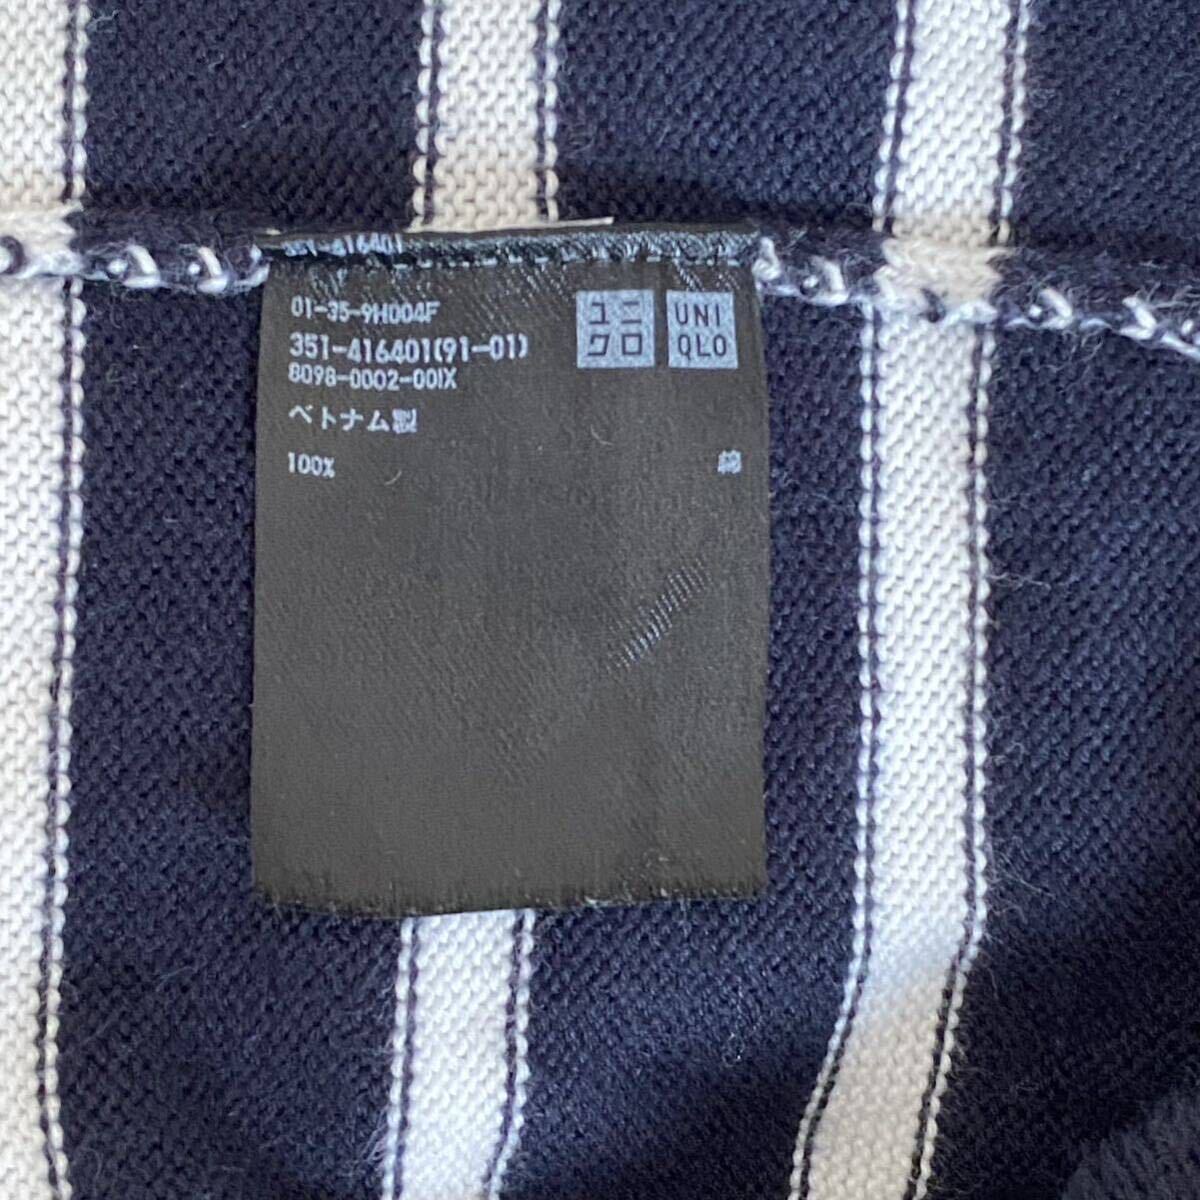 351-416401
01-35-9H004F
351-416401(91-01)
8098-0002-00IX
ベトナム製
100% 綿
ユニ
クロ
UNI
QLO